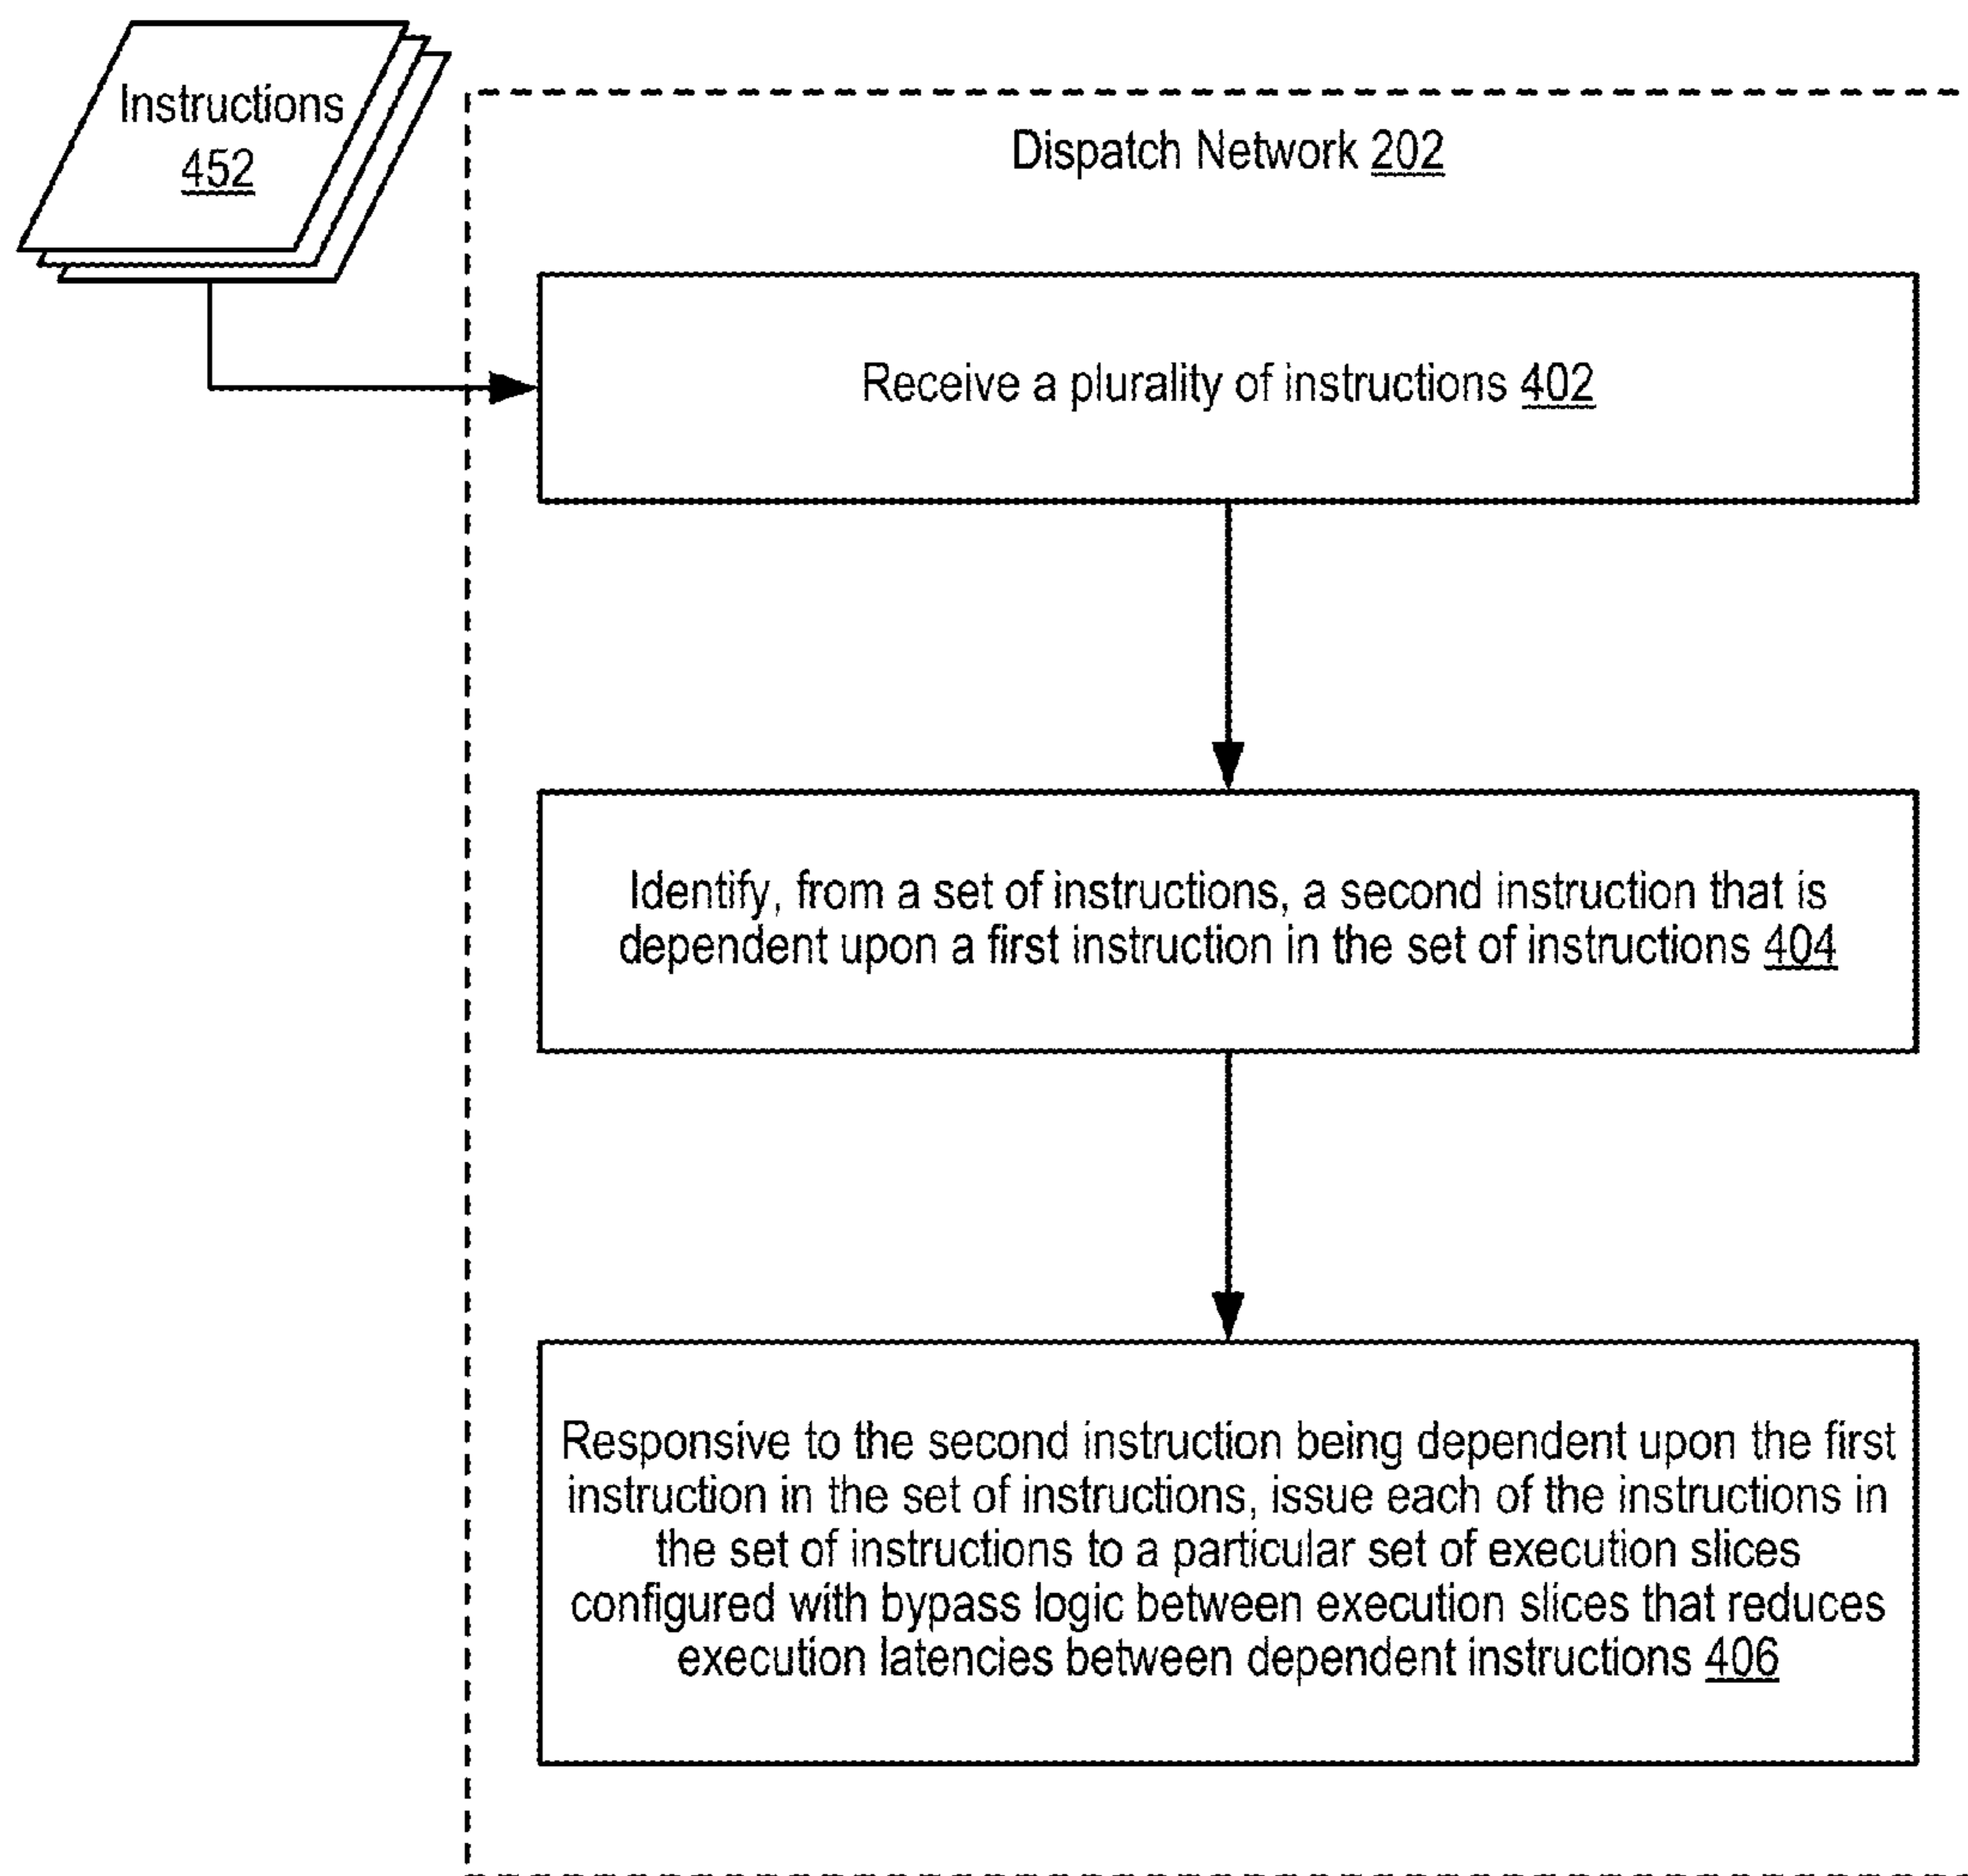 Instructions
452
Dispatch Network 202
Receive a plurality of instructions 402
Identify, from a set of instructions, a second instruction that is
dependent upon a first instruction in the set of instructions 404
Responsive to the second instruction being dependent upon the first
instruction in the set of instructions, issue each of the instructions in
the set of instructions to a particular set of execution slices
configured with bypass logic between execution slices that reduces
execution latencies between dependent instructions 406